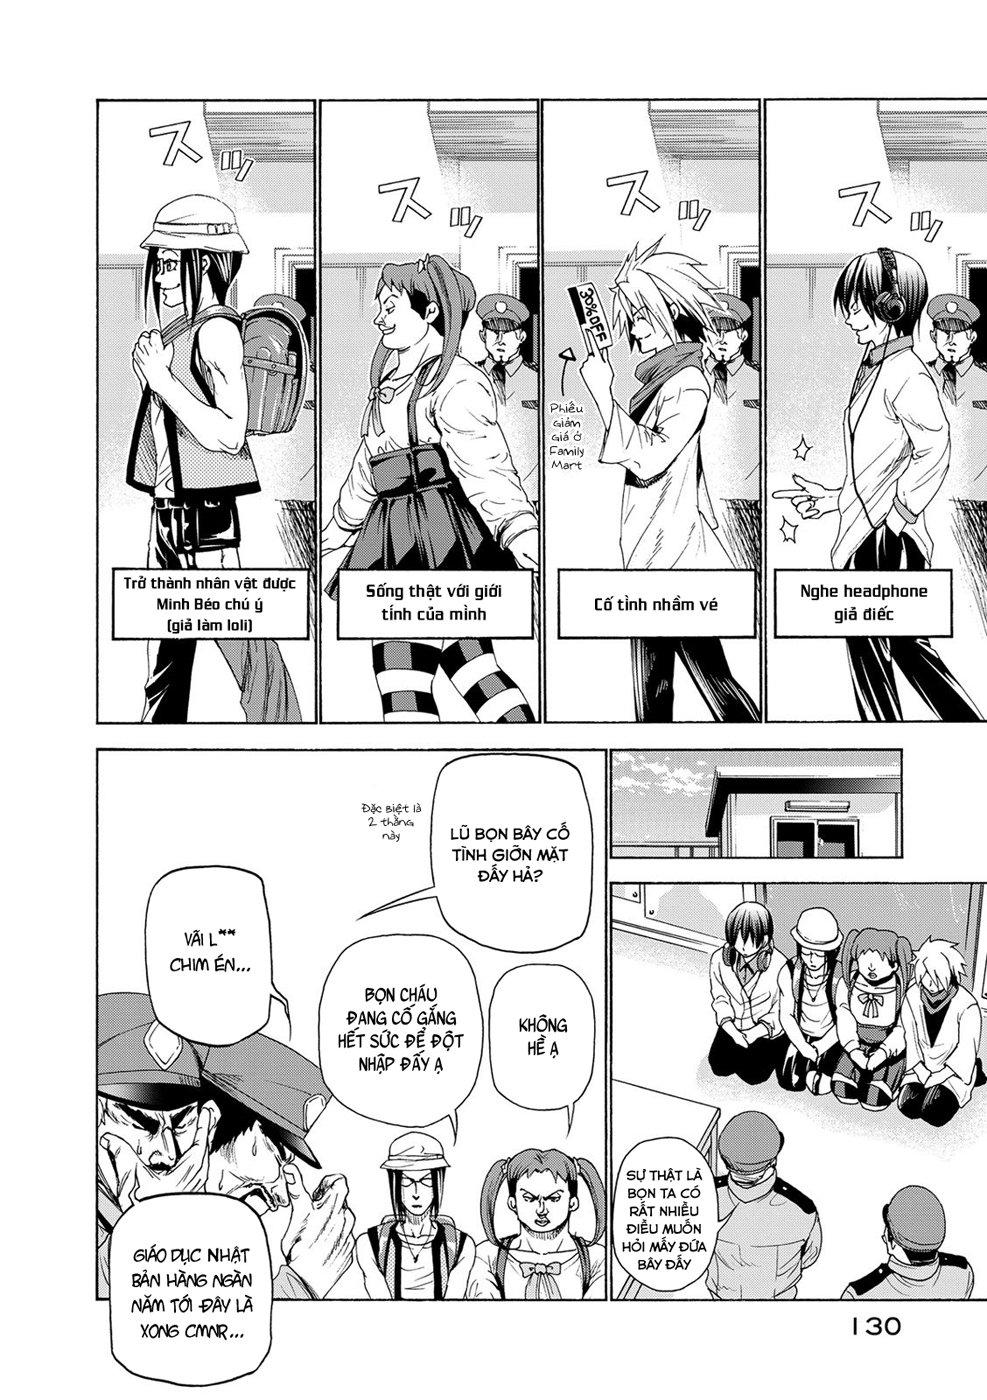 スッ
スッ
スッ
スッ
30% OFF
Phiếu
Giảm
Giá ở
Family
Mart
Nghe headphone
giả điếc
Cố tình nhầm vé
Sống thật với giới
tính của mình
Trở thành nhân vật được
Minh Béo chú ý
(giả làm loli)
SỰ THẬT LÀ
BỌN TA CÓ
RẤT NHIỀU
ĐIỀU MUỐN
HỎI MẤY ĐỨA
BÂY ĐẤY
LŨ BỌN BÂY CỐ
TÌNH GIỠN MẶT
ĐẤY HẢ?
Đặc biệt là
2 thằng
này
KHÔNG
HỀ Ạ
BỌN CHÁU
ĐANG CỐ GẮNG
HẾT SỨC ĐỂ ĐỘT
NHẬP ĐẤY Ạ
VÃI L**
CHIM ÉN...
GIÁO DỤC NHẬT
BẢN HÀNG NGÀN
NĂM TỚI ĐÂY LÀ
XONG CMNR...
130